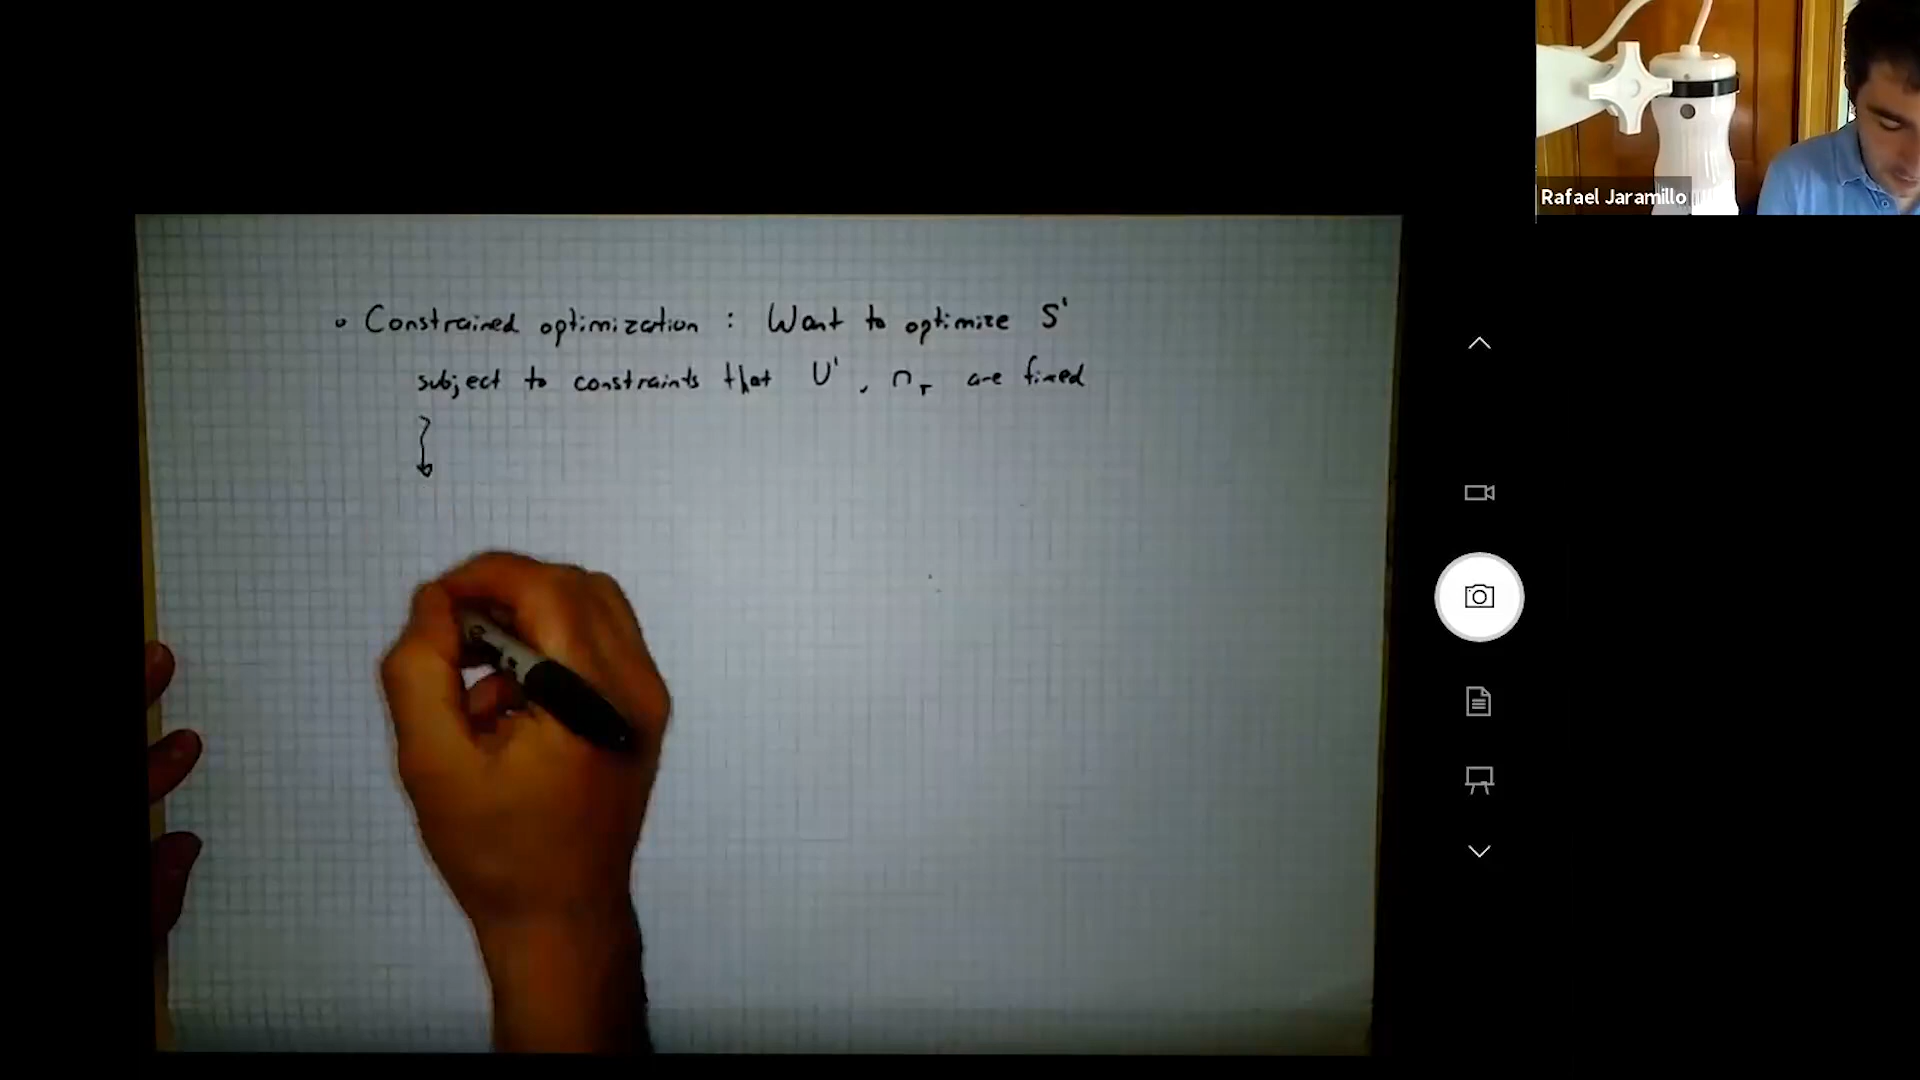 Rafael Jaramillo
◦ Constrained optimization : Want to optimize S'
subject to constraints that U' , n_T are fixed